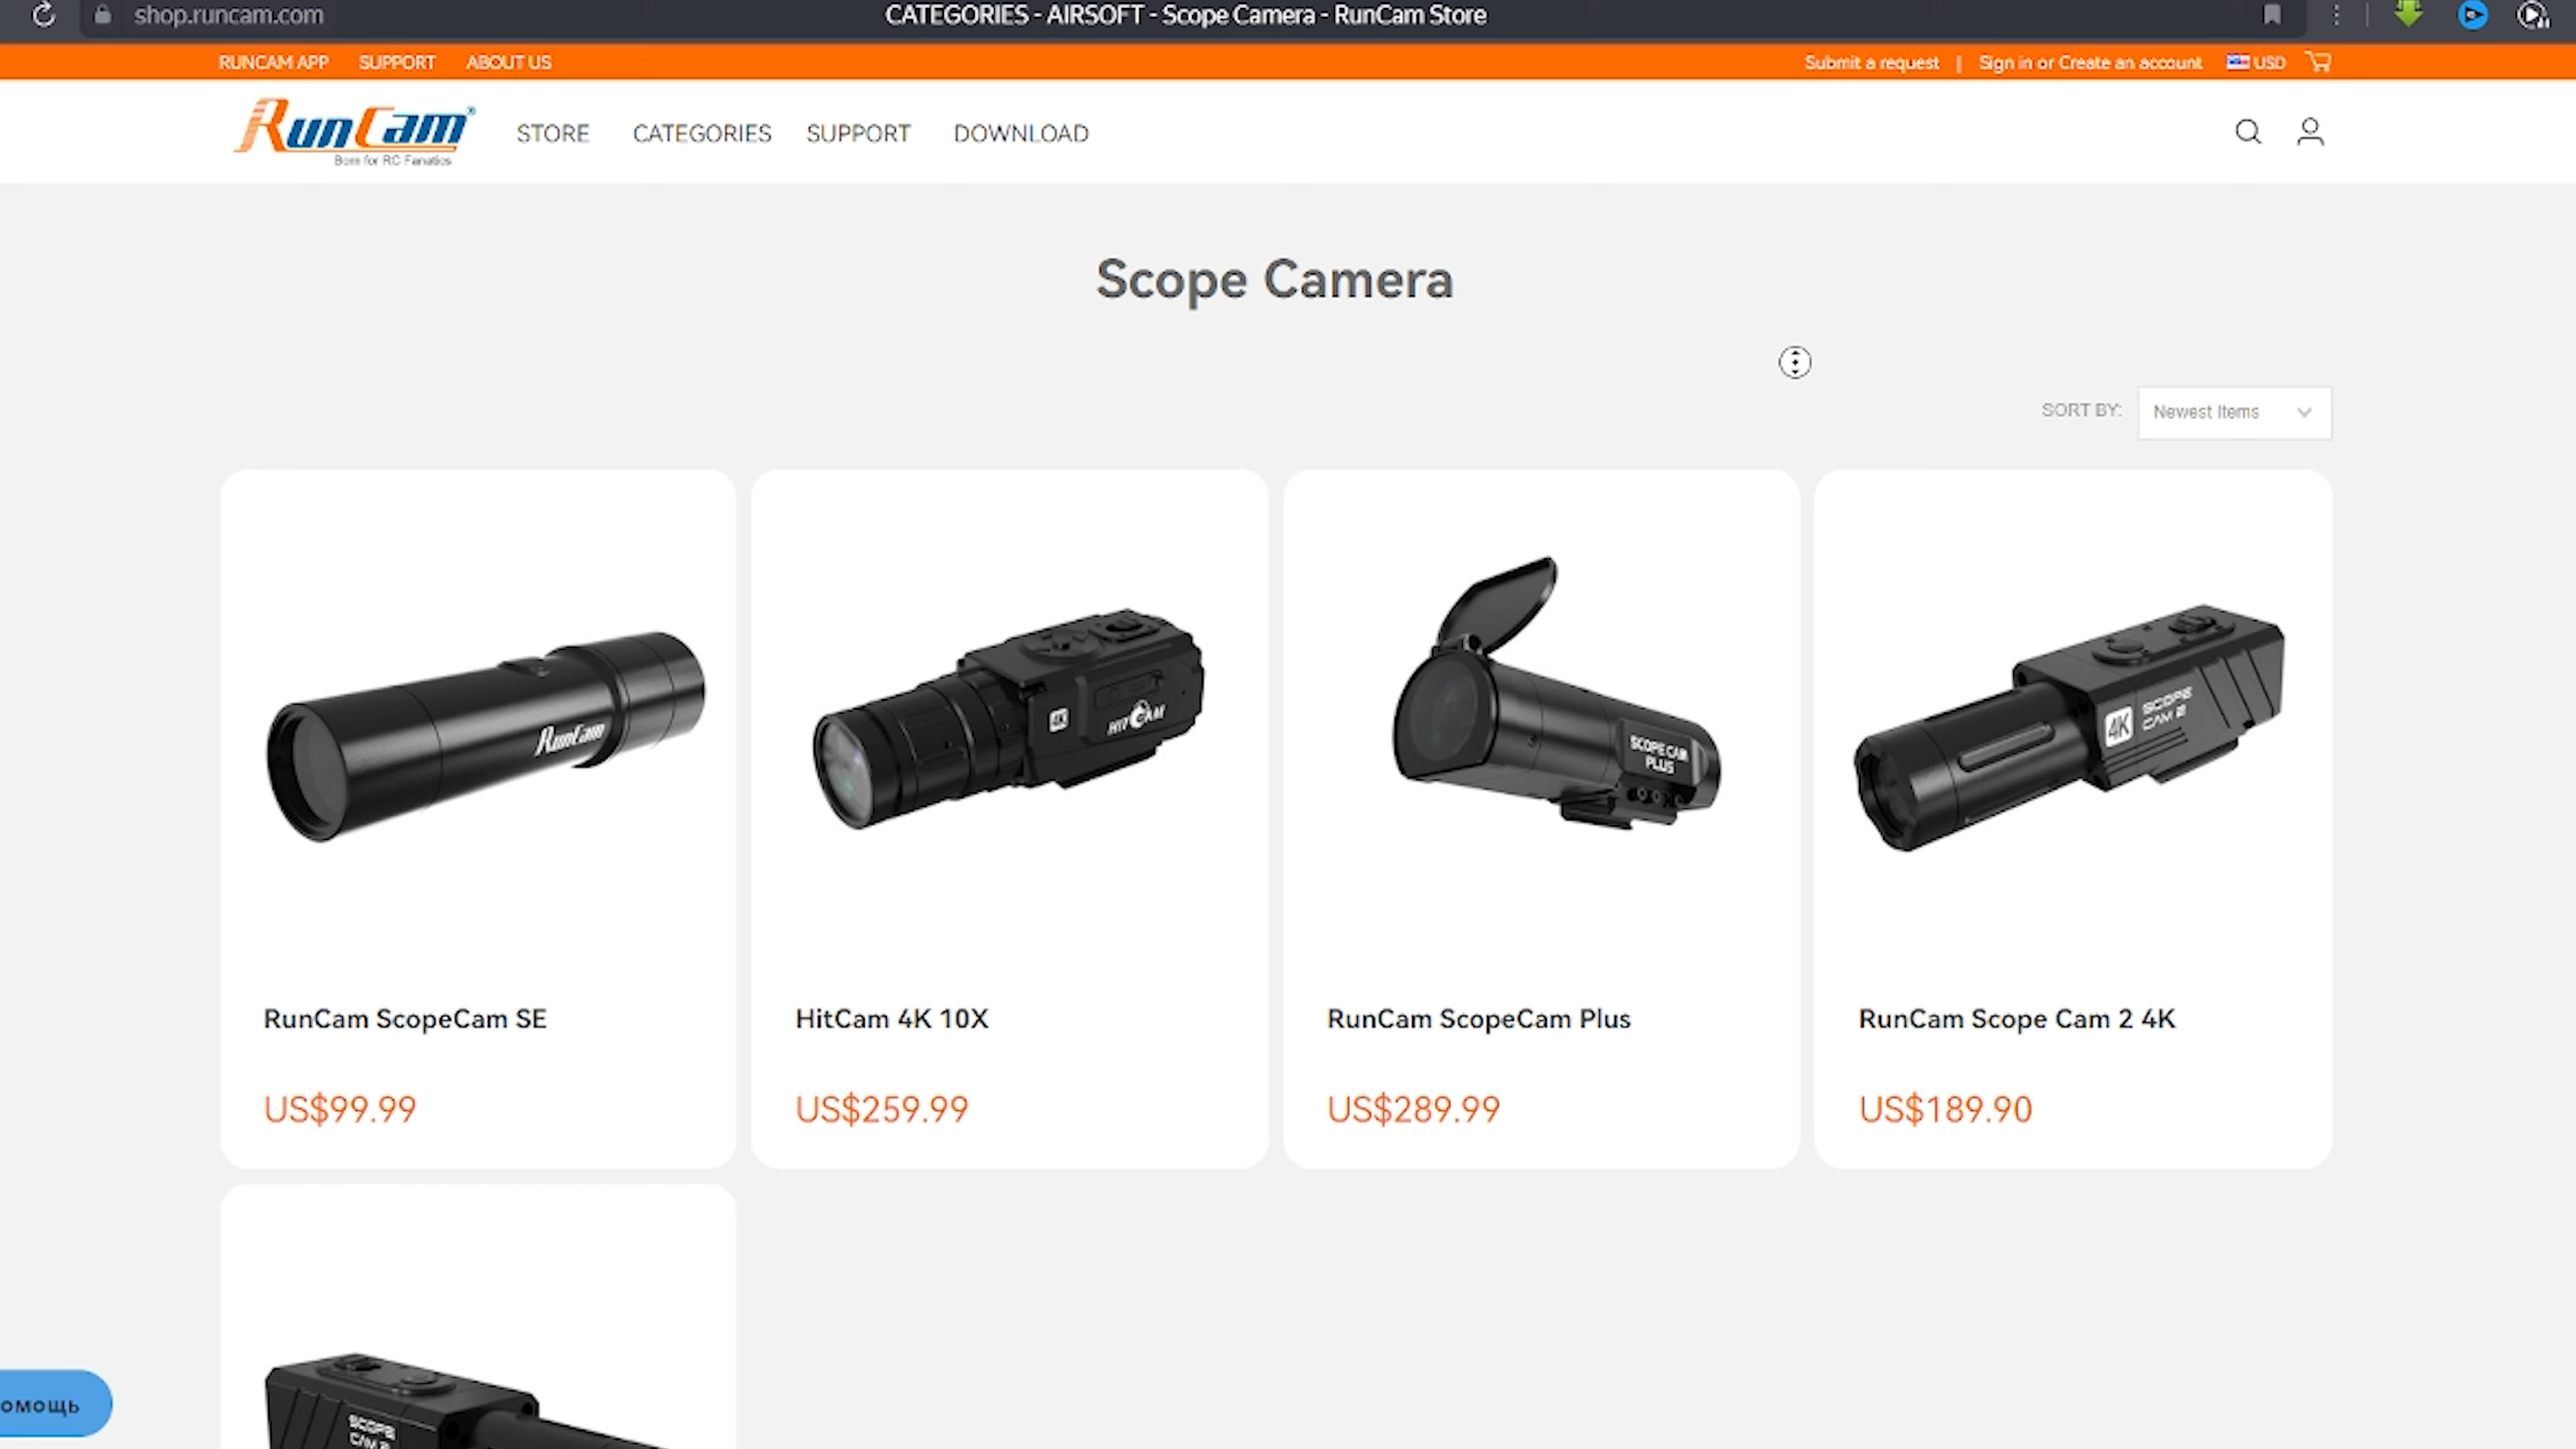 shop.runcam.com
CATEGORIES - AIRSOFT - Scope Camera - RunCam Store
RUNCAM APP SUPPORT ABOUT US
Submit a request | Sign in or Create an account USD
RunCam®
Born for RC Fanatics
STORE CATEGORIES SUPPORT DOWNLOAD
Scope Camera
SORT BY: Newest Items
RunCam
4K HITCAM
SCOPE CAM
PLUS
4K SCOPE
CAM 2
RunCam ScopeCam SE
HitCam 4K 10X
RunCam ScopeCam Plus
RunCam Scope Cam 2 4K
US$99.99
US$259.99
US$289.99
US$189.90
омощь
SCOPE
CAM 2